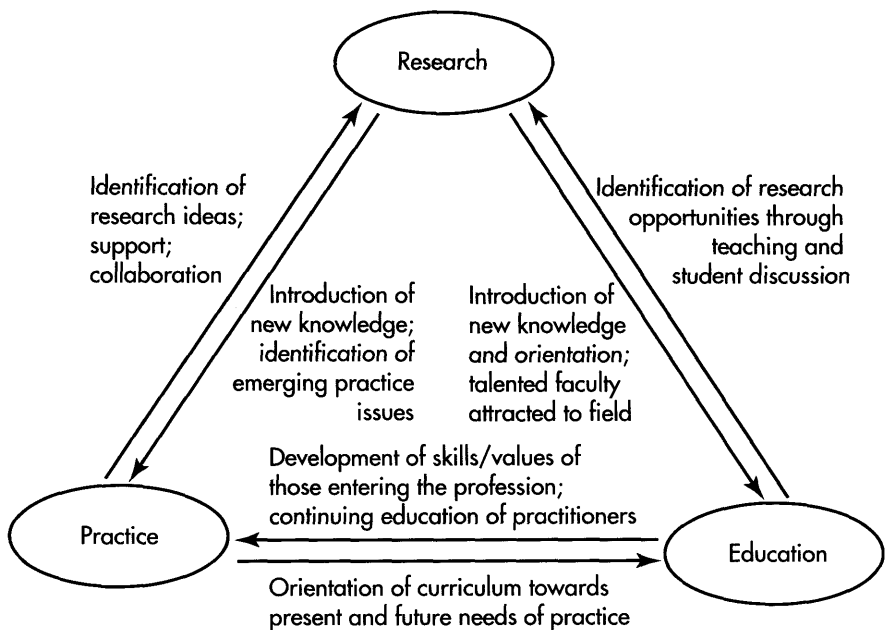 Research
Identification of
research ideas;
support;
collaboration
Identification of research
opportunities through
teaching and
student discussion
Introduction of
new knowledge;
identification of
emerging practice
issues
Introduction of
new knowledge
and orientation;
talented faculty
attracted to field
Development of skills/values of
those entering the profession;
continuing education of practitioners
Practice
Education
Orientation of curriculum towards
present and future needs of practice